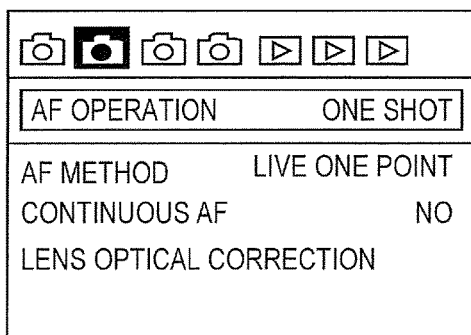 AF OPERATION ONE SHOT
AF METHOD LIVE ONE POINT
CONTINUOUS AF NO
LENS OPTICAL CORRECTION